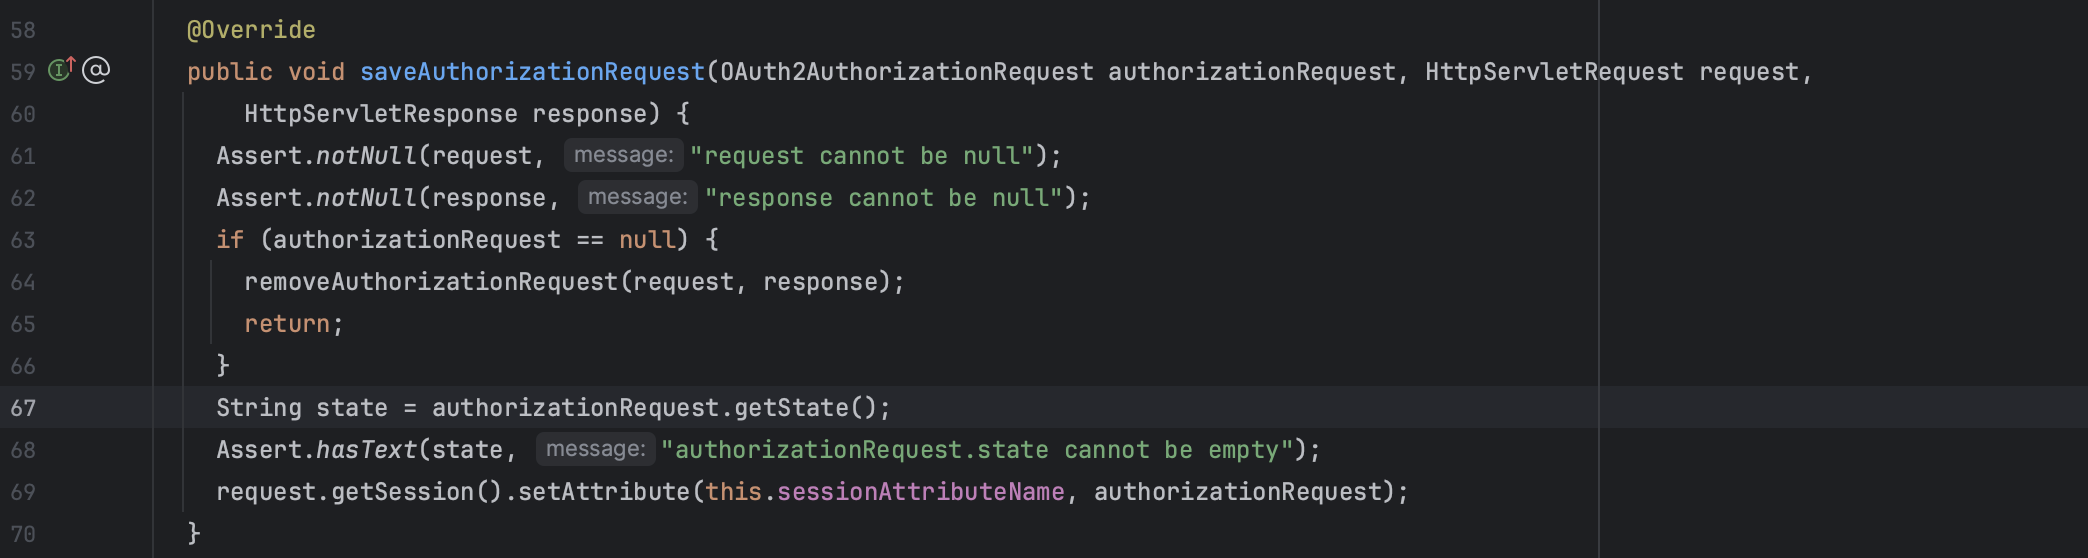 58 @Override
59 @ public void saveAuthorizationRequest(OAuth2AuthorizationRequest authorizationRequest, HttpServletRequest request,
60 HttpServletResponse response) {
61 Assert.notNull(request, message: "request cannot be null");
62 Assert.notNull(response, message: "response cannot be null");
63 if (authorizationRequest == null) {
64 removeAuthorizationRequest(request, response);
65 return;
66 }
67 String state = authorizationRequest.getState();
68 Assert.hasText(state, message: "authorizationRequest.state cannot be empty");
69 request.getSession().setAttribute(this.sessionAttributeName, authorizationRequest);
70 }